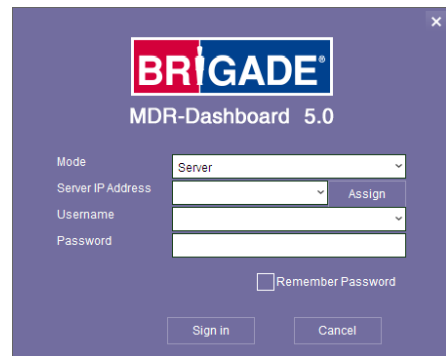 BRIGADE®
MDR-Dashboard 5.0
Mode
Server
Server IP Address
Assign
Username
Password
Remember Password
Sign in
Cancel